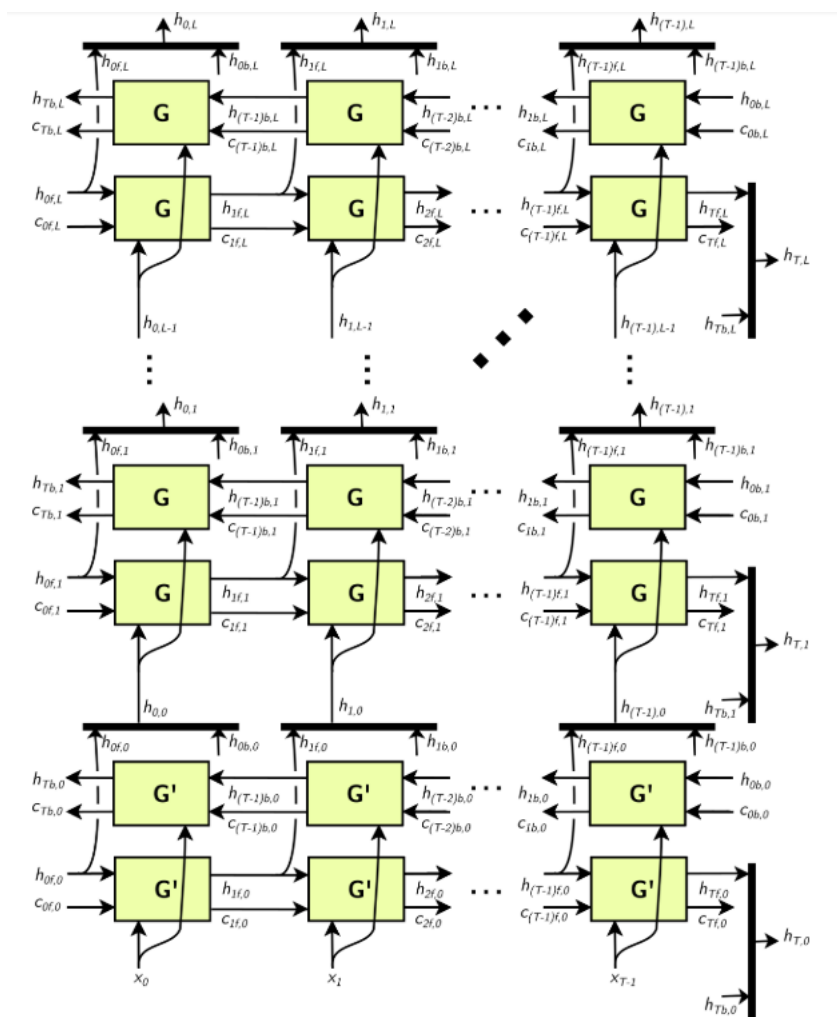 h0,L h1,L h(T-1),L
h0f,L h0b,L h1f,L h1b,L h(T-1)f,L h(T-1)b,L
hTb,L G h(T-1)b,L G h(T-2)b,L ... h1b,L G h0b,L
cTb,L c(T-1)b,L c(T-2)b,L c1b,L c0b,L
h0f,L G h1f,L G h2f,L ... h(T-1)f,L G hTf,L
c0f,L c1f,L c2f,L c(T-1)f,L cTf,L
hT,L
h0,L-1 h1,L-1 h(T-1),L-1 hTb,L
h0,1 h1,1 h(T-1),1
h0f,1 h0b,1 h1f,1 h1b,1 h(T-1)f,1 h(T-1)b,1
hTb,1 G h(T-1)b,1 G h(T-2)b,1 ... h1b,1 G h0b,1
cTb,1 c(T-1)b,1 c(T-2)b,1 c1b,1 c0b,1
h0f,1 G h1f,1 G h2f,1 ... h(T-1)f,1 G hTf,1
c0f,1 c1f,1 c2f,1 c(T-1)f,1 cTf,1
hT,1
h0,0 h1,0 h(T-1),0 hTb,1
h0f,0 h0b,0 h1f,0 h1b,0 h(T-1)f,0 h(T-1)b,0
hTb,0 G' h(T-1)b,0 G' h(T-2)b,0 ... h1b,0 G' h0b,0
cTb,0 c(T-1)b,0 c(T-2)b,0 c1b,0 c0b,0
h0f,0 G' h1f,0 G' h2f,0 ... h(T-1)f,0 G' hTf,0
c0f,0 c1f,0 c2f,0 c(T-1)f,0 cTf,0
hT,0
x0 x1 xT-1
hTb,0